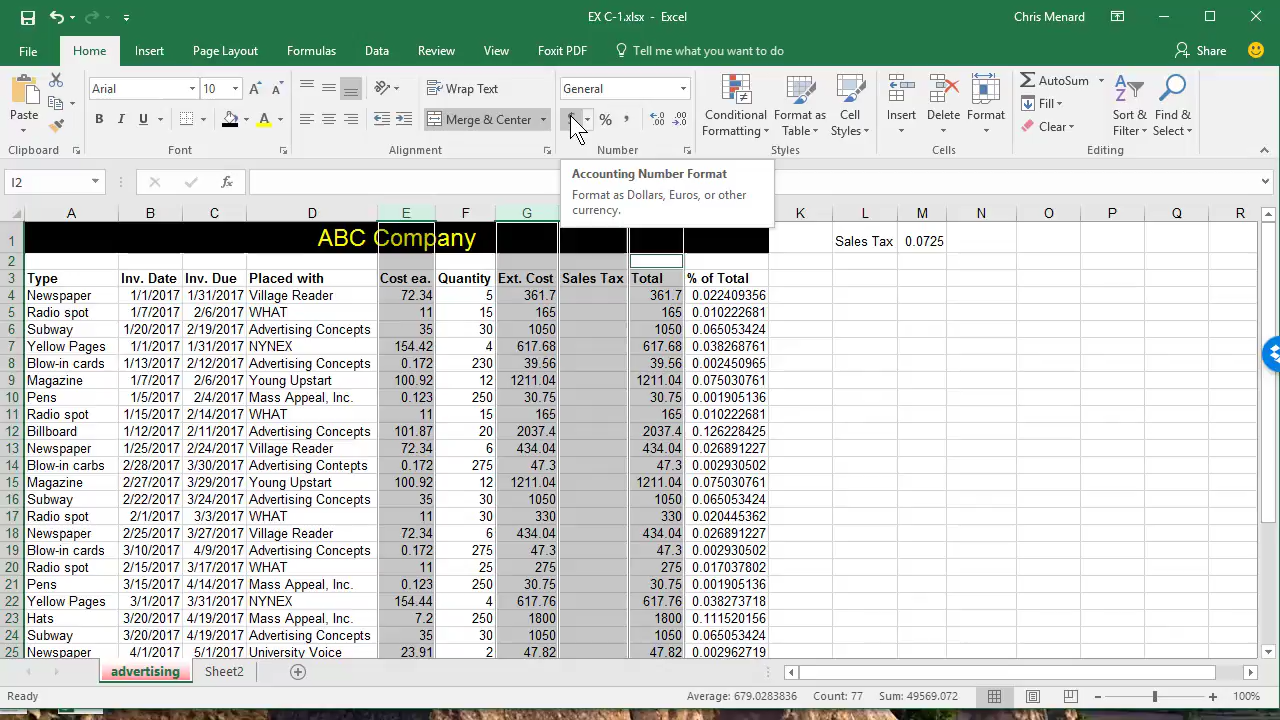 EX C-1.xlsx - Excel
Chris Menard
File Home Insert Page Layout Formulas Data Review View Foxit PDF Tell me what you want to do Share
Paste
Arial 10
B I U
Wrap Text
Merge & Center
General
%
Conditional Formatting
Format as Table
Cell Styles
Insert
Delete
Format
AutoSum
Fill
Clear
Sort & Filter
Find & Select
Clipboard Font Alignment Number Styles Cells Editing
I2 fx
Accounting Number Format
Format as Dollars, Euros, or other
currency.
A B C D E F G K L M N O P Q R
1 ABC Company Sales Tax 0.0725
2
3 Type Inv. Date Inv. Due Placed with Cost ea. Quantity Ext. Cost Sales Tax Total % of Total
4 Newspaper 1/1/2017 1/31/2017 Village Reader 72.34 5 361.7 361.7 0.022409356
5 Radio spot 1/7/2017 2/6/2017 WHAT 11 15 165 165 0.010222681
6 Subway 1/20/2017 2/19/2017 Advertising Concepts 35 30 1050 1050 0.065053424
7 Yellow Pages 1/1/2017 1/31/2017 NYNEX 154.42 4 617.68 617.68 0.038268761
8 Blow-in cards 1/13/2017 2/12/2017 Advertising Concepts 0.172 230 39.56 39.56 0.002450965
9 Magazine 1/7/2017 2/6/2017 Young Upstart 100.92 12 1211.04 1211.04 0.075030761
10 Pens 1/5/2017 2/4/2017 Mass Appeal, Inc. 0.123 250 30.75 30.75 0.001905136
11 Radio spot 1/15/2017 2/14/2017 WHAT 11 15 165 165 0.010222681
12 Billboard 1/12/2017 2/11/2017 Advertising Concepts 101.87 20 2037.4 2037.4 0.126228425
13 Newspaper 1/25/2017 2/24/2017 Village Reader 72.34 6 434.04 434.04 0.026891227
14 Blow-in carbs 2/28/2017 3/30/2017 Advertising Contepts 0.172 275 47.3 47.3 0.002930502
15 Magazine 2/27/2017 3/29/2017 Young Upstart 100.92 12 1211.04 1211.04 0.075030761
16 Subway 2/22/2017 3/24/2017 Advertising Concepts 35 30 1050 1050 0.065053424
17 Radio spot 2/1/2017 3/3/2017 WHAT 11 30 330 330 0.020445362
18 Newspaper 2/25/2017 3/27/2017 Village Reader 72.34 6 434.04 434.04 0.026891227
19 Blow-in cards 3/10/2017 4/9/2017 Advertising Concepts 0.172 275 47.3 47.3 0.002930502
20 Radio spot 2/15/2017 3/17/2017 WHAT 11 25 275 275 0.017037802
21 Pens 3/15/2017 4/14/2017 Mass Appeal, Inc. 0.123 250 30.75 30.75 0.001905136
22 Yellow Pages 3/1/2017 3/31/2017 NYNEX 154.44 4 617.76 617.76 0.038273718
23 Hats 3/20/2017 4/19/2017 Mass Appeal, Inc. 7.2 250 1800 1800 0.111520156
24 Subway 3/20/2017 4/19/2017 Advertising Concepts 35 30 1050 1050 0.065053424
25 Newspaper 4/1/2017 5/1/2017 University Voice 23.91 2 47.82 47.82 0.002962719
advertising Sheet2
Ready Average: 679.0283836 Count: 77 Sum: 49569.072 100%